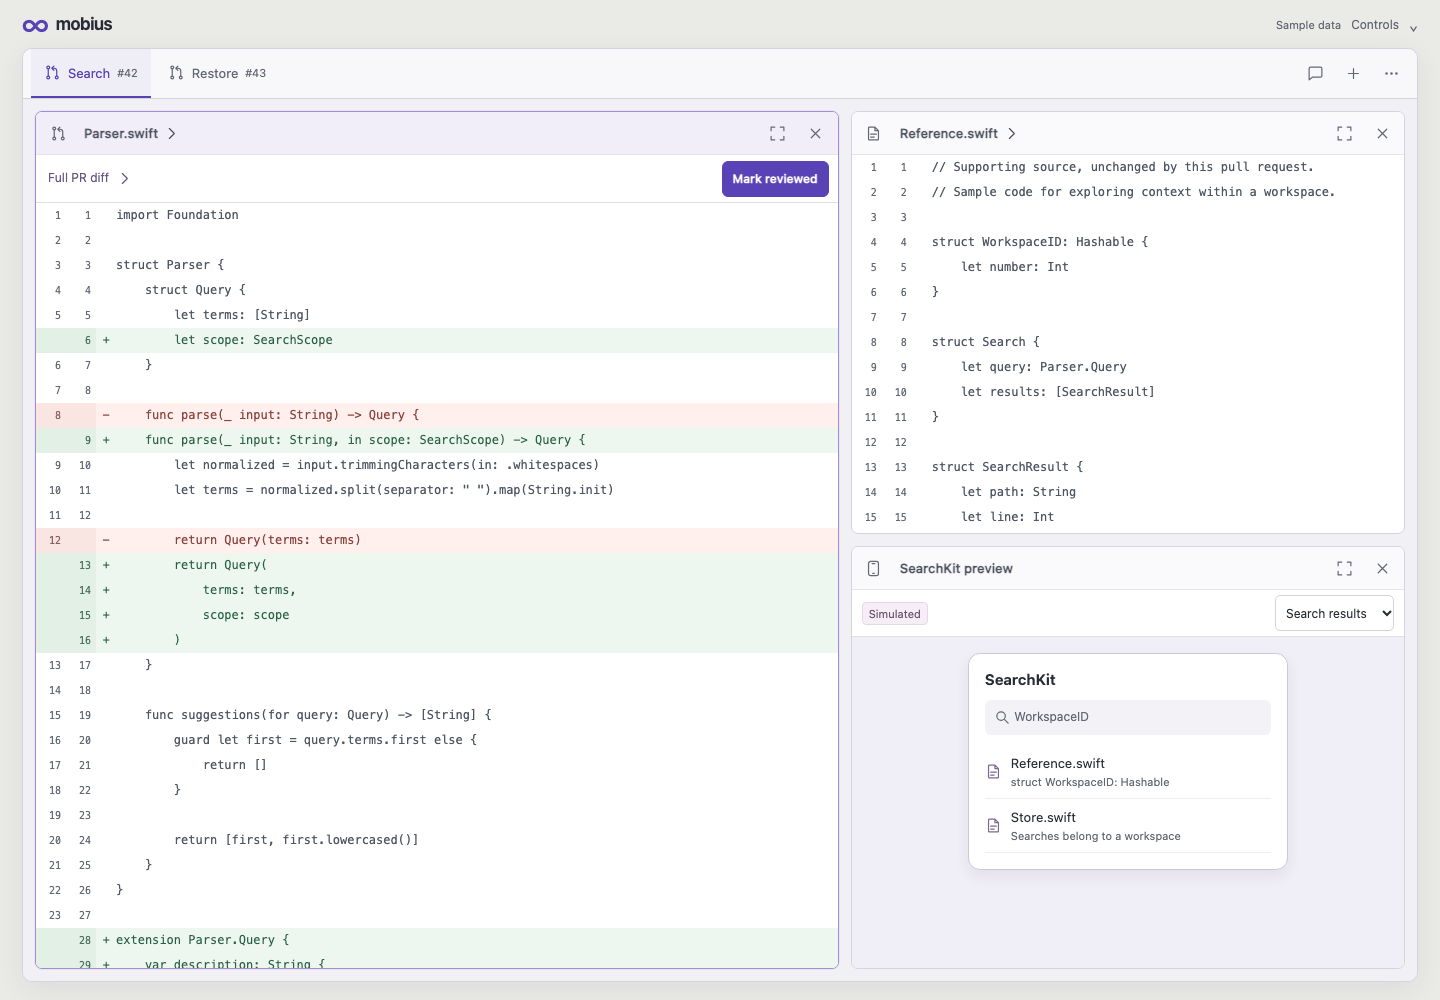 mobius
Sample data Controls
Search #42 Restore #43
Parser.swift
Full PR diff Mark reviewed
1 1 import Foundation
2 2
3 3 struct Parser {
4 4     struct Query {
5 5         let terms: [String]
6 +         let scope: SearchScope
6 7     }
7 8
8 −     func parse(_ input: String) -> Query {
9 +     func parse(_ input: String, in scope: SearchScope) -> Query {
9 10         let normalized = input.trimmingCharacters(in: .whitespaces)
10 11         let terms = normalized.split(separator: " ").map(String.init)
11 12
12 −         return Query(terms: terms)
13 +         return Query(
14 +             terms: terms,
15 +             scope: scope
16 +         )
13 17     }
14 18
15 19     func suggestions(for query: Query) -> [String] {
16 20         guard let first = query.terms.first else {
17 21             return []
18 22         }
19 23
20 24         return [first, first.lowercased()]
21 25     }
22 26 }
23 27
28 + extension Parser.Query {
29 +     var description: String {
Reference.swift
1 1 // Supporting source, unchanged by this pull request.
2 2 // Sample code for exploring context within a workspace.
3 3
4 4 struct WorkspaceID: Hashable {
5 5     let number: Int
6 6 }
7 7
8 8 struct Search {
9 9     let query: Parser.Query
10 10     let results: [SearchResult]
11 11 }
12 12
13 13 struct SearchResult {
14 14     let path: String
15 15     let line: Int
SearchKit preview
Simulated Search results
SearchKit
WorkspaceID
Reference.swift
struct WorkspaceID: Hashable
Store.swift
Searches belong to a workspace